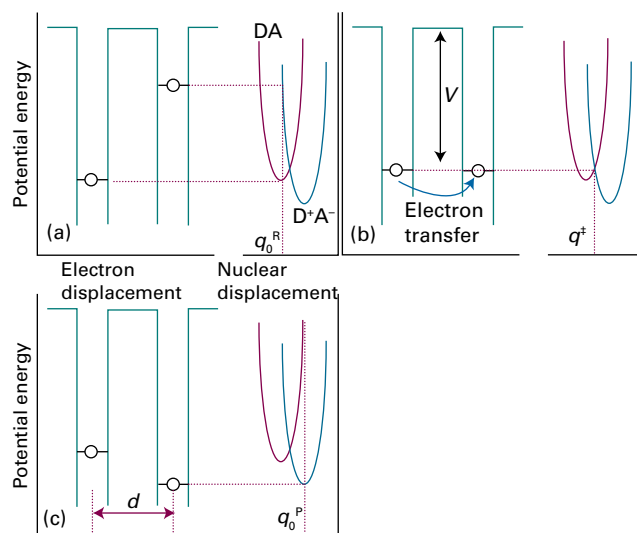 Potential energy
DA
D⁺A⁻
(a)
q₀ᴿ
V
Electron
transfer
(b)
q‡
Electron
displacement
Nuclear
displacement
Potential energy
d
(c)
q₀ᴾ